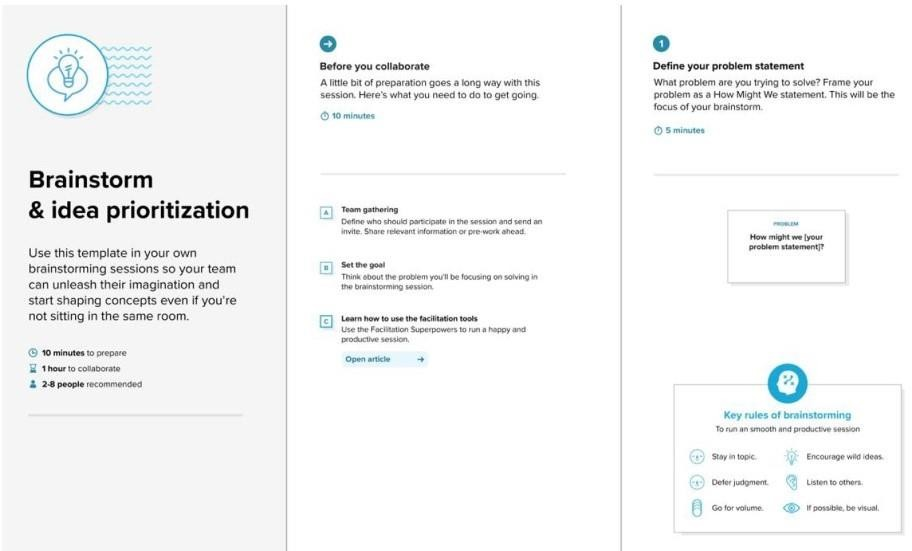 Brainstorm
& idea prioritization
Use this template in your own
brainstorming sessions so your team
can unleash their imagination and
start shaping concepts even if you're
not sitting in the same room.
10 minutes to prepare
1 hour to collaborate
2-8 people recommended
Before you collaborate
A little bit of preparation goes a long way with this
session. Here's what you need to do to get going.
10 minutes
A
Team gathering
Define who should participate in the session and send an
invite. Share relevant information or pre-work ahead.
B
Set the goal
Think about the problem you'll be focusing on solving in
the brainstorming session.
C
Learn how to use the facilitation tools
Use the Facilitation Superpowers to run a happy and
productive session.
Open article
1
Define your problem statement
What problem are you trying to solve? Frame your
problem as a How Might We statement. This will be the
focus of your brainstorm.
5 minutes
PROBLEM
How might we [your
problem statement]?
Key rules of brainstorming
To run an smooth and productive session
Stay in topic.
Encourage wild ideas.
Defer judgment.
Listen to others.
Go for volume.
If possible, be visual.